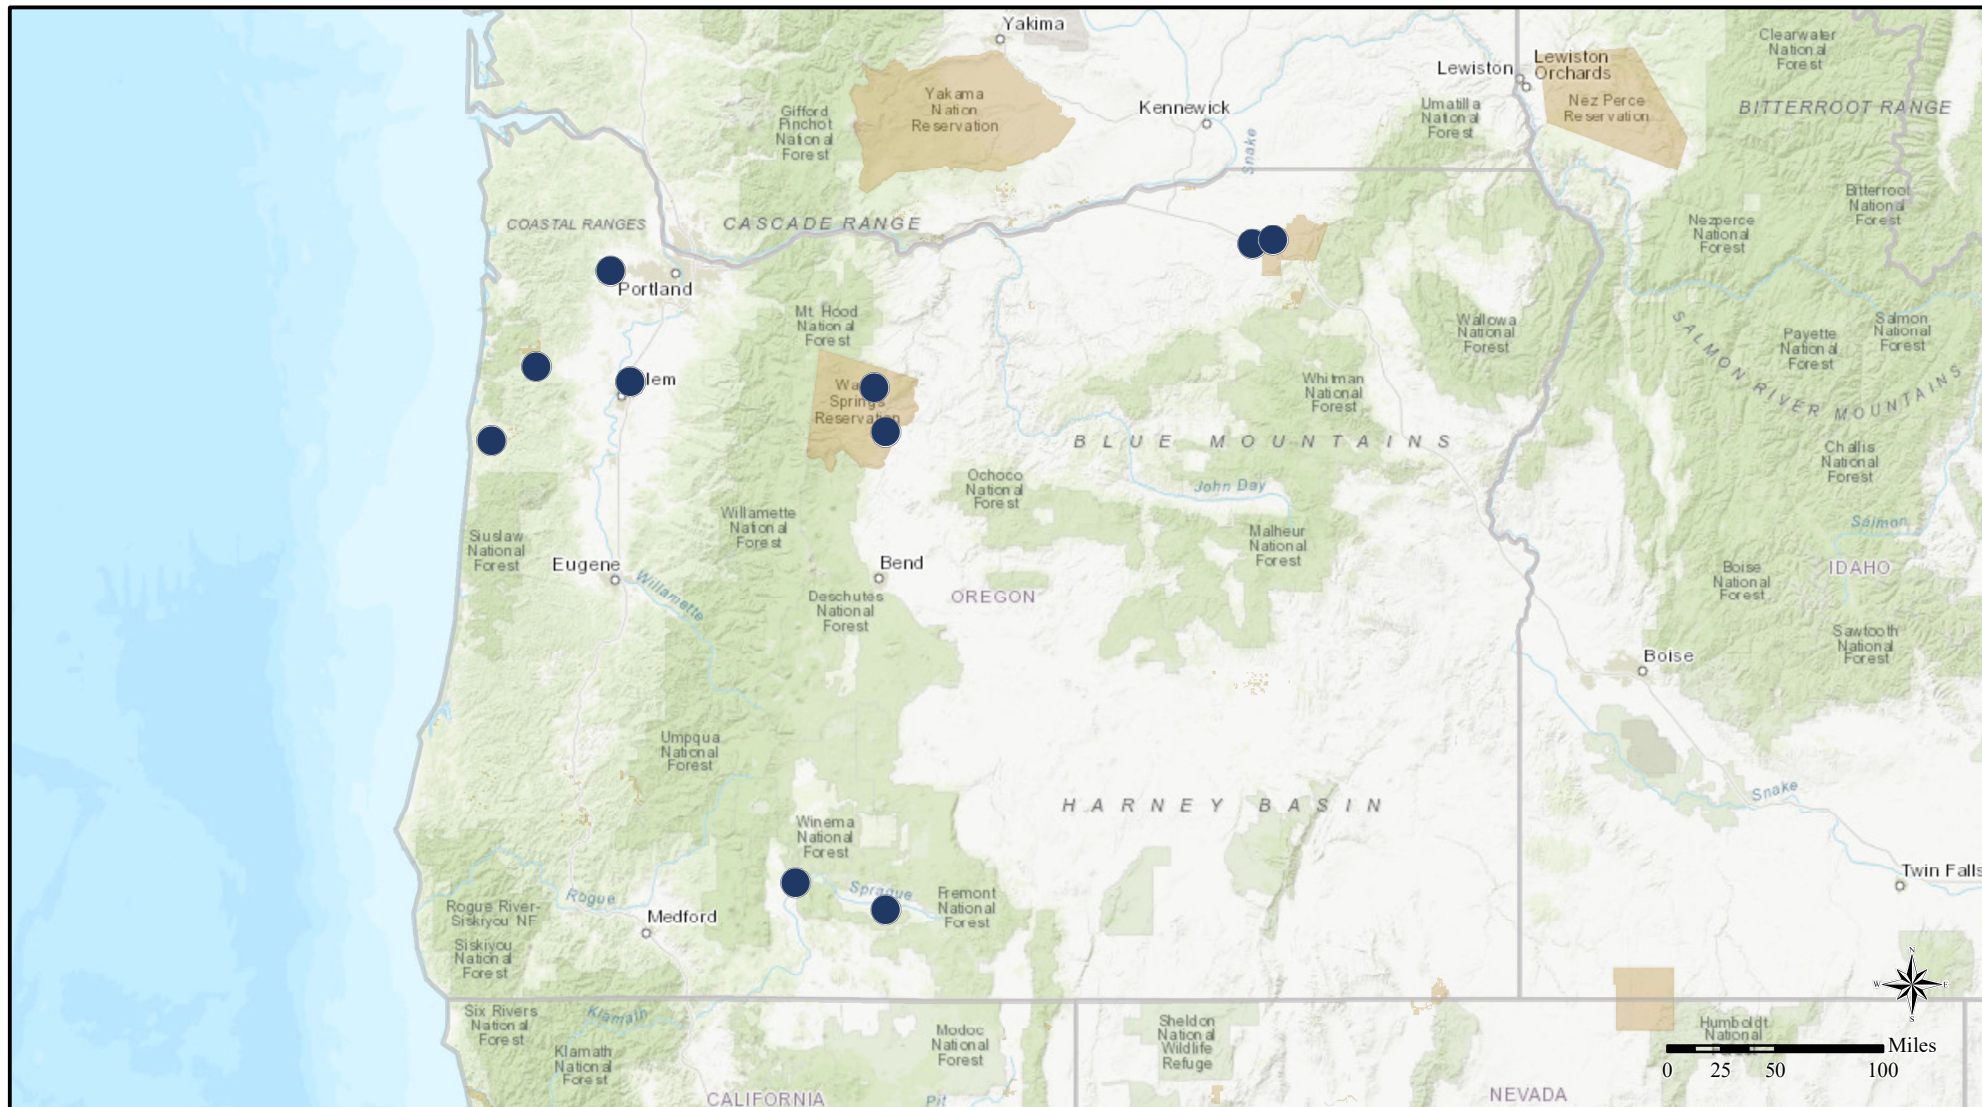 Yakima
Clearwater
National
Forest
Lewiston
Orchards
Lewiston
Yakama
Nation
Reservation
Kennewick
Nez Perce
Reservation
Umatilla
National
Forest
BITTERROOT RANGE
Gifford
Pinchot
National
Forest
Snake
Bitterroot
National
Forest
COASTAL RANGES
CASCADE RANGE
Nezperce
National
Forest
Portland
Mt. Hood
National
Forest
Wallowa
National
Forest
SALMON RIVER MOUNTAINS
Payette
National
Forest
Salmon
National
Forest
lem
Wa
Springs
Reservation
Whitman
National
Forest
BLUE MOUNTAINS
Challis
National
Forest
Ochoco
National
Forest
John Day
Willamette
National
Forest
Siuslaw
National
Forest
Malheur
National
Forest
Salmon
Eugene
Willamette
Bend
Deschutes
National
Forest
OREGON
Boise
National
Forest
IDAHO
Sawtooth
National
Forest
Boise
Umpqua
National
Forest
HARNEY BASIN
Snake
Winema
National
Forest
Twin Falls
Rogue
Sprague
Fremont
National
Forest
Rogue River-
Siskiyou NF
Medford
Siskiyou
National
Forest
N
W
E
S
Six Rivers
National
Forest
Klamath
Klamath
National
Forest
Modoc
National
Forest
Sheldon
National
Wildlife
Refuge
Humboldt
National
Miles
0 25 50 100
CALIFORNIA
Pit
NEVADA